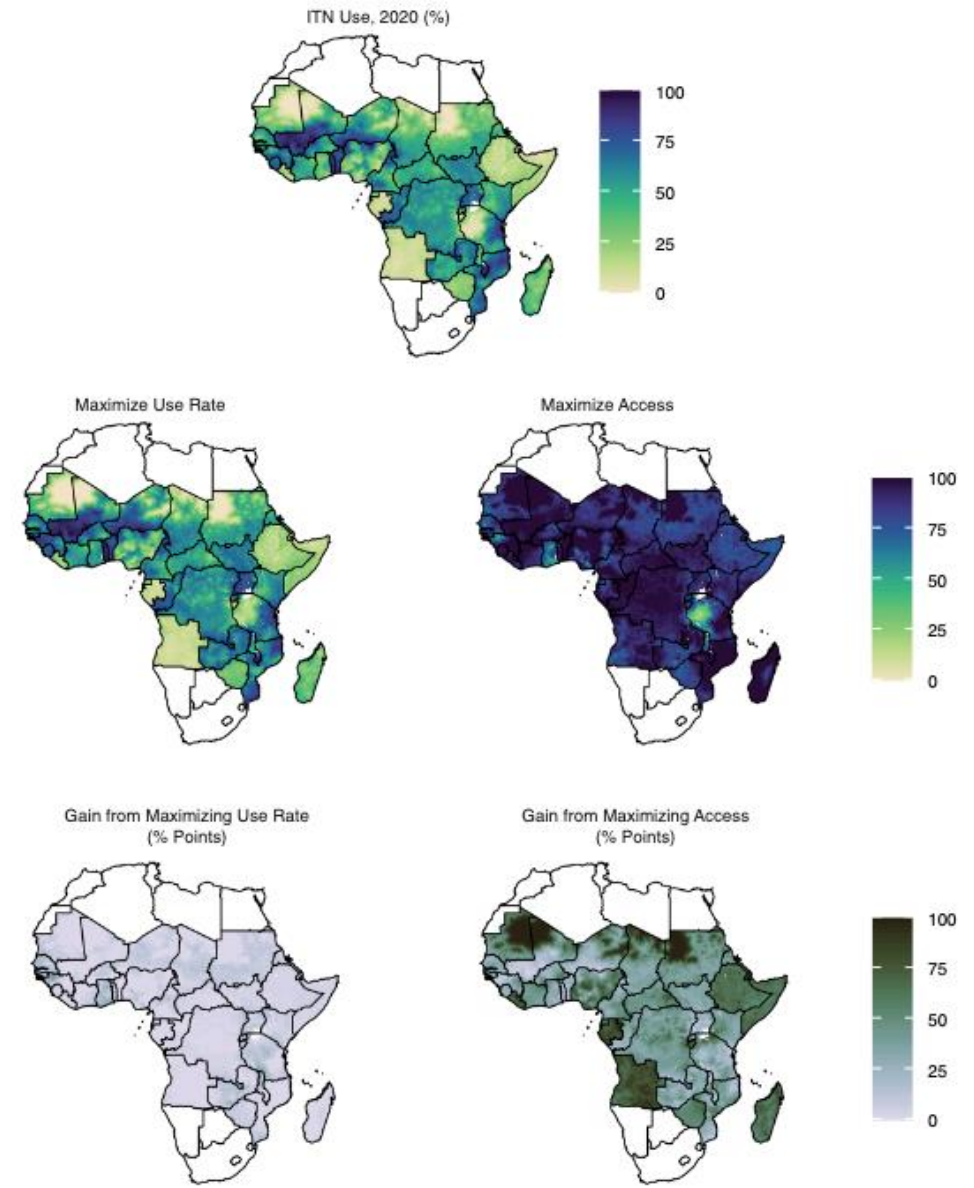 ITN Use, 2020 (%)
100
75
50
25
0
Maximize Use Rate
Maximize Access
100
75
50
25
0
Gain from Maximizing Use Rate
(% Points)
Gain from Maximizing Access
(% Points)
100
75
50
25
0